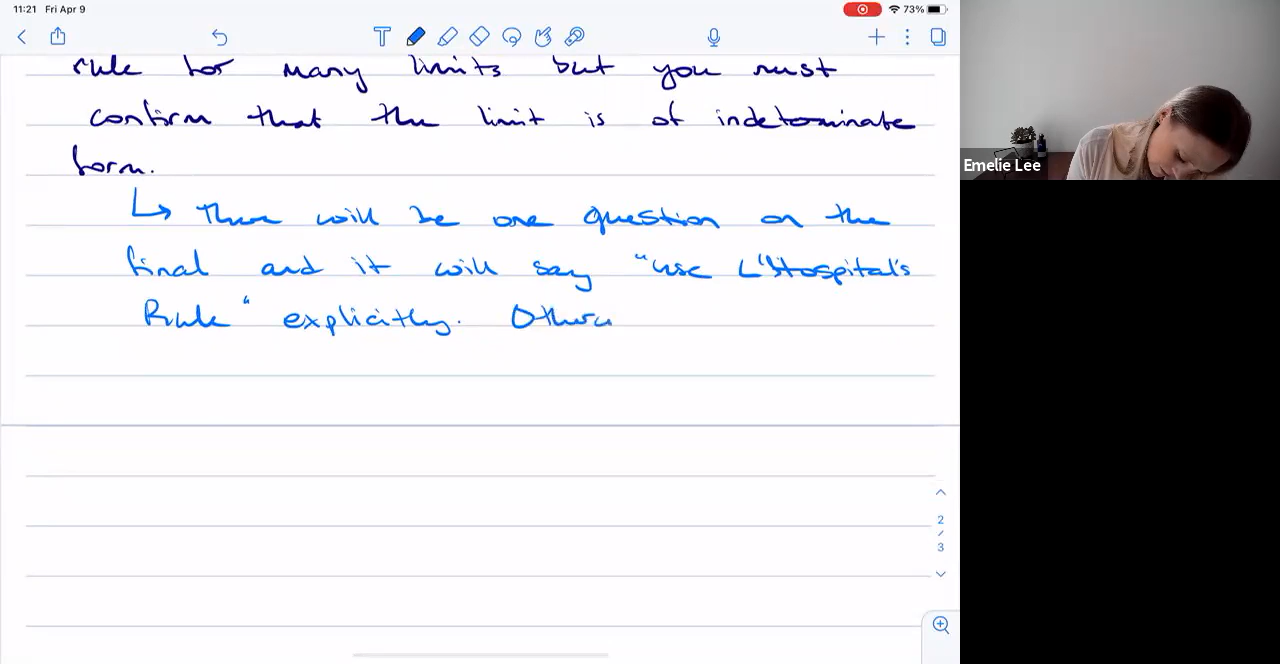 11:21 Fri Apr 9
73%
rule for many limits but you must
confirm that the limit is of indeterminate
form.
↳ There will be one question on the
final and it will say "use L'Hospital's
Rule" explicitly. Otherw
2
/
3
Emelie Lee